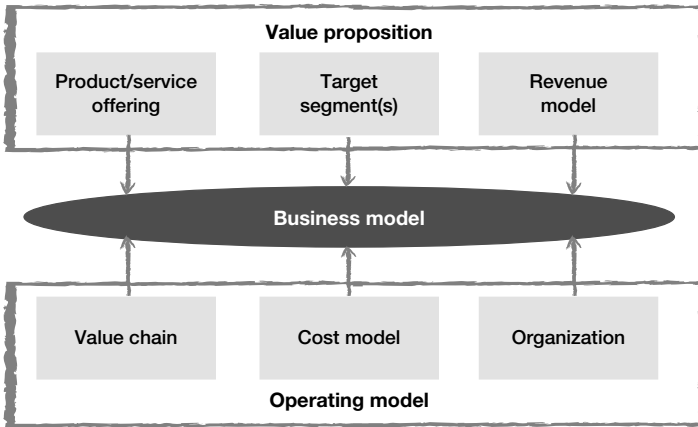 Value proposition
Product/service
offering
Target
segment(s)
Revenue
model
Business model
Value chain
Cost model
Organization
Operating model